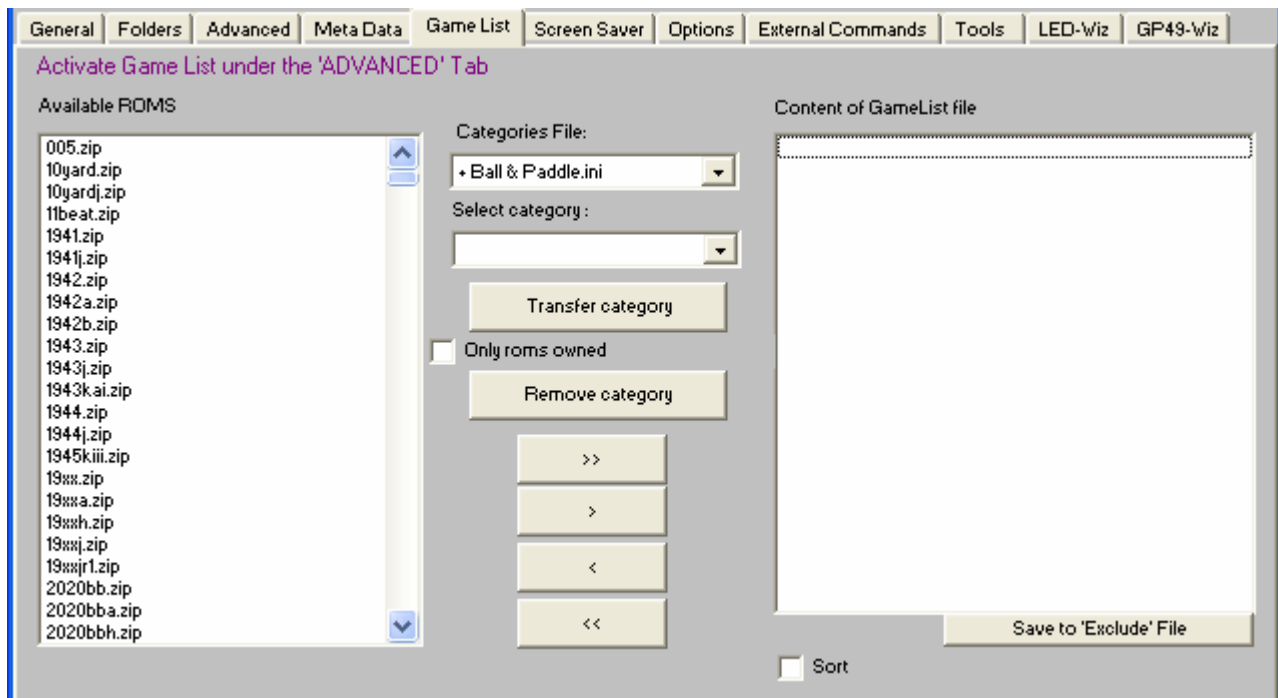 General Folders Advanced Meta Data Game List Screen Saver Options External Commands Tools LED-Wiz GP49-Wiz
Activate Game List under the 'ADVANCED' Tab
Available ROMS
005.zip
10yard.zip
10yardj.zip
11beat.zip
1941.zip
1941j.zip
1942.zip
1942a.zip
1942b.zip
1943.zip
1943j.zip
1943kai.zip
1944.zip
1944j.zip
1945kiii.zip
19xx.zip
19xxa.zip
19xxh.zip
19xxj.zip
19xxjr1.zip
2020bb.zip
2020bba.zip
2020bbh.zip
Categories File:
+ Ball & Paddle.ini
Select category :
Transfer category
Only roms owned
Remove category
>>
>
<
<<
Content of GameList file
Save to 'Exclude' File
Sort